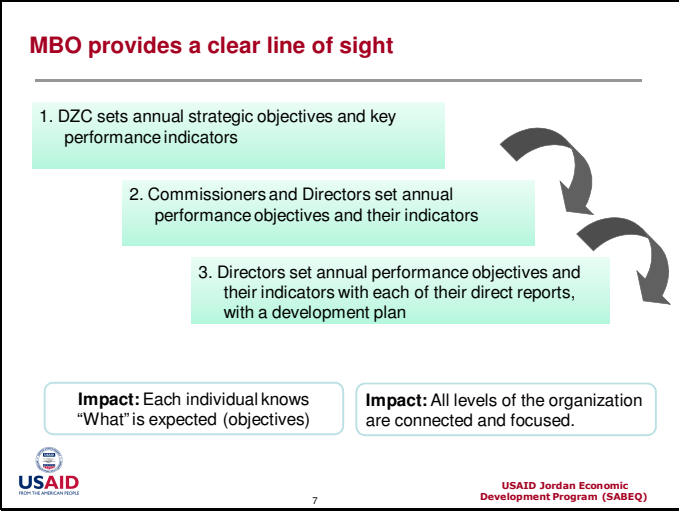 MBO provides a clear line of sight
1. DZC sets annual strategic objectives and key
performance indicators
2. Commissioners and Directors set annual
performance objectives and their indicators
3. Directors set annual performance objectives and
their indicators with each of their direct reports,
with a development plan
Impact: Each individual knows
“What” is expected (objectives)
Impact: All levels of the organization
are connected and focused.
USAID
FROM THE AMERICAN PEOPLE
7
USAID Jordan Economic
Development Program (SABEQ)